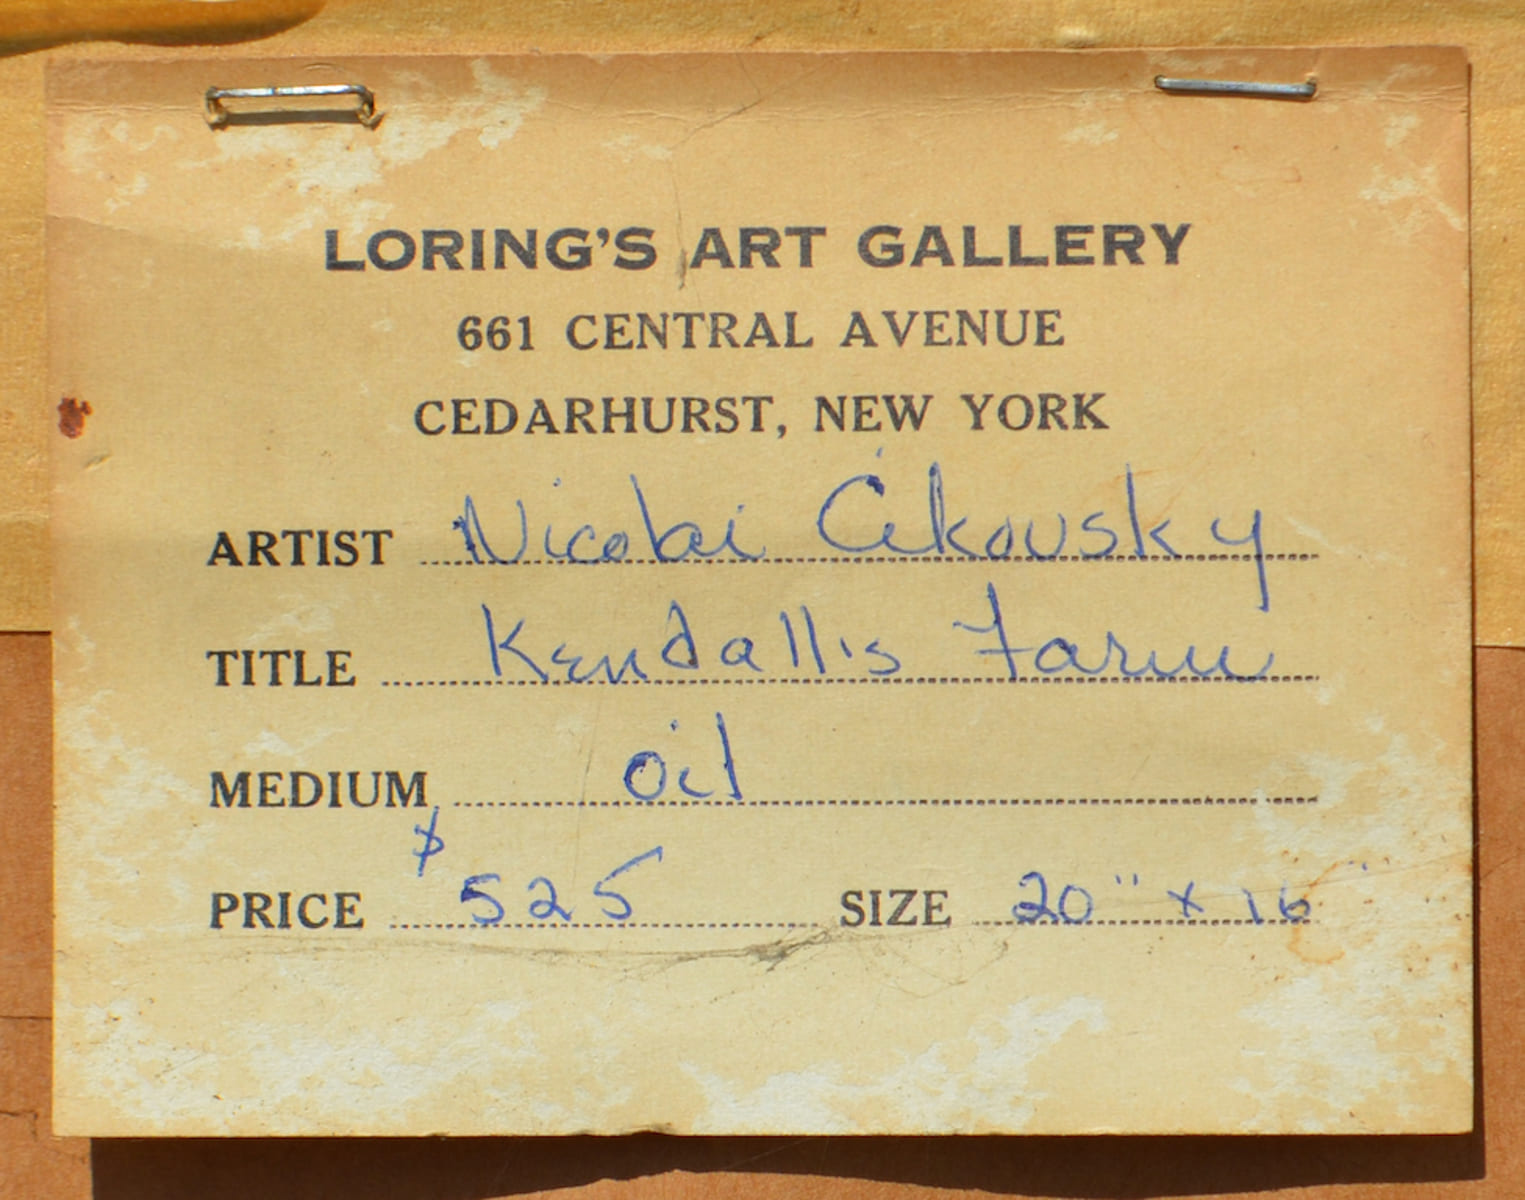 LORING'S ART GALLERY
661 CENTRAL AVENUE
CEDARHURST, NEW YORK
ARTIST Nicolai Cikovsky
TITLE Kendall's Farm
MEDIUM Oil
PRICE $525 SIZE 20" x 16"